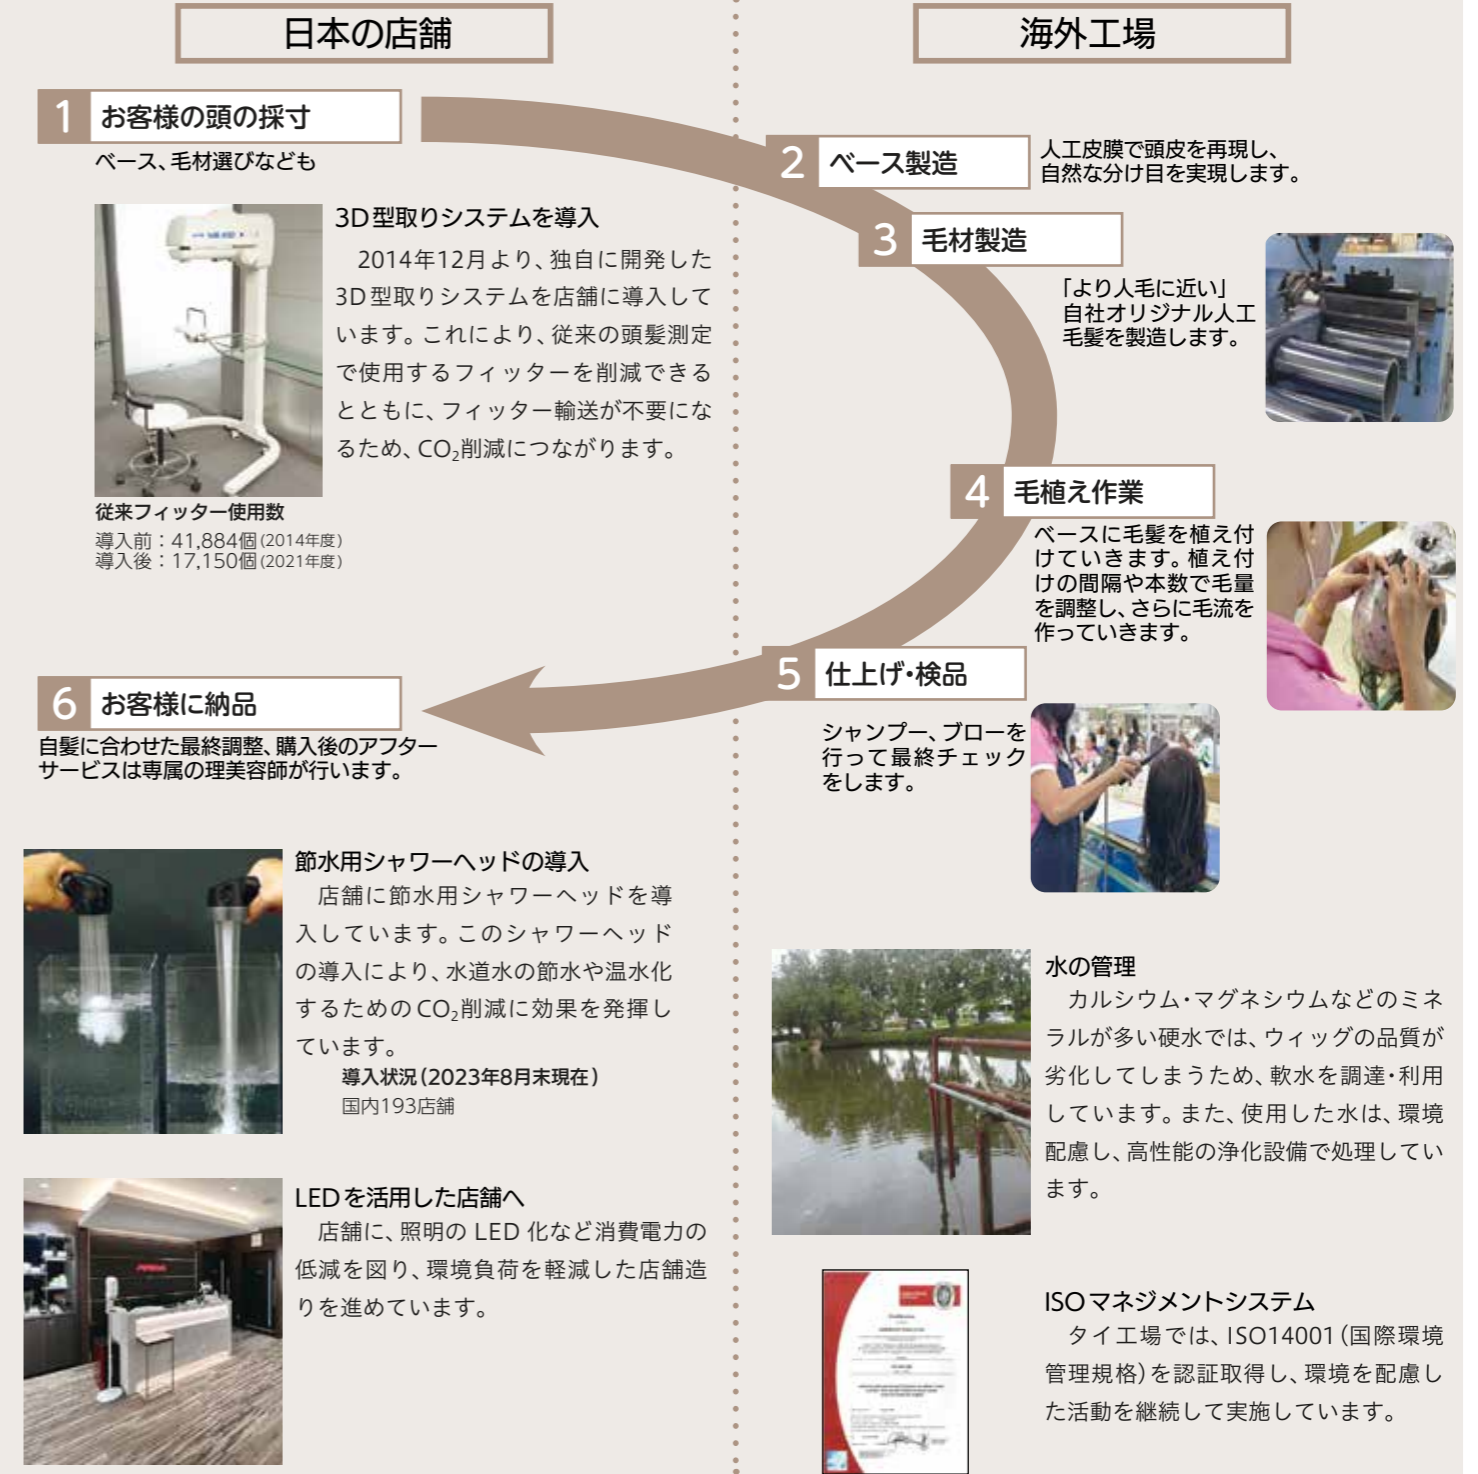 日本の店舗
1 お客様の頭の採寸
ベース、毛材選びなども
3D型取りシステムを導入
2014年12月より、独自に開発した
3D型取りシステムを店舗に導入して
います。これにより、従来の頭髪測定
で使用するフィッターを削減できる
とともに、フィッター輸送が不要にな
るため、CO₂削減につながります。
従来フィッター使用数
導入前：41,884個(2014年度)
導入後：17,150個(2021年度)
海外工場
2 ベース製造
人工皮膜で頭皮を再現し、
自然な分け目を実現します。
3 毛材製造
「より人毛に近い」
自社オリジナル人工
毛髪を製造します。
4 毛植え作業
ベースに毛髪を植え付
けていきます。植え付
けの間隔や本数で毛量
を調整し、さらに毛流を
作っていきます。
5 仕上げ・検品
シャンプー、ブローを
行って最終チェック
をします。
6 お客様に納品
自髪に合わせた最終調整、購入後のアフター
サービスは専属の理美容師が行います。
節水用シャワーヘッドの導入
店舗に節水用シャワーヘッドを導
入しています。このシャワーヘッド
の導入により、水道水の節水や温水化
するためのCO₂削減に効果を発揮し
ています。
導入状況(2023年8月末現在)
国内193店舗
LEDを活用した店舗へ
店舗に、照明の LED 化など消費電力の
低減を図り、環境負荷を軽減した店舗造
りを進めています。
水の管理
カルシウム・マグネシウムなどのミネ
ラルが多い硬水では、ウィッグの品質が
劣化してしまうため、軟水を調達・利用
しています。また、使用した水は、環境
配慮し、高性能の浄化設備で処理してい
ます。
ISOマネジメントシステム
タイ工場では、ISO14001(国際環境
管理規格)を認証取得し、環境を配慮し
た活動を継続して実施しています。